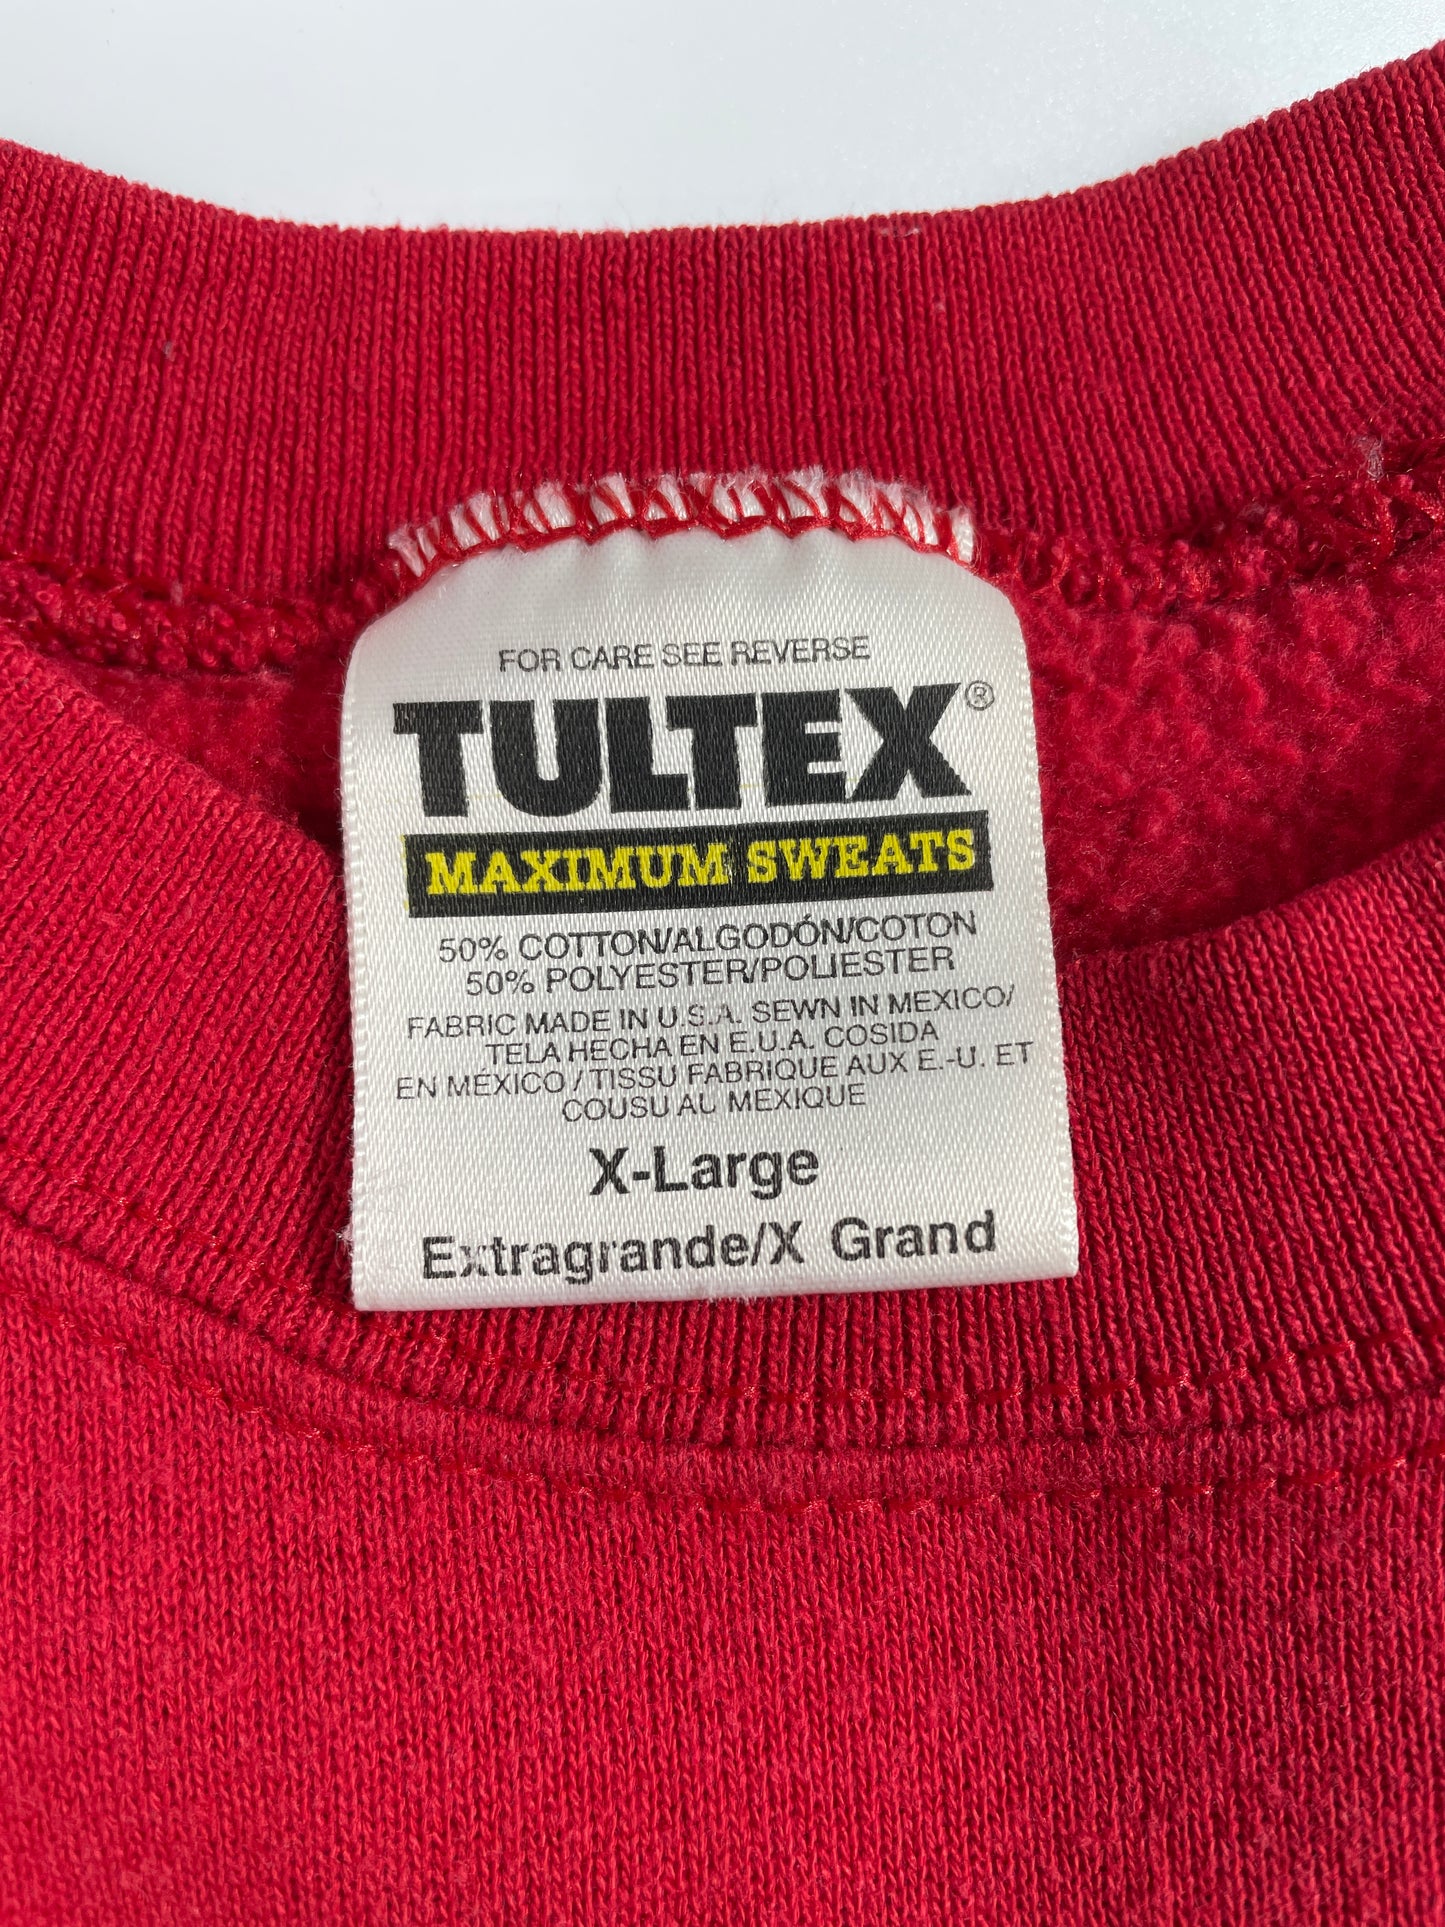 FOR CARE SEE REVERSE
TULTEX®
MAXIMUM SWEATS
50% COTTON/ALGODÓN/COTON
50% POLYESTER/POLIESTER
FABRIC MADE IN U.S.A. SEWN IN MEXICO/
TELA HECHA EN E.U.A. COSIDA
EN MÉXICO / TISSU FABRIQUE AUX E.-U. ET
COUSU AU MEXIQUE
X-Large
Extragrande/X Grand